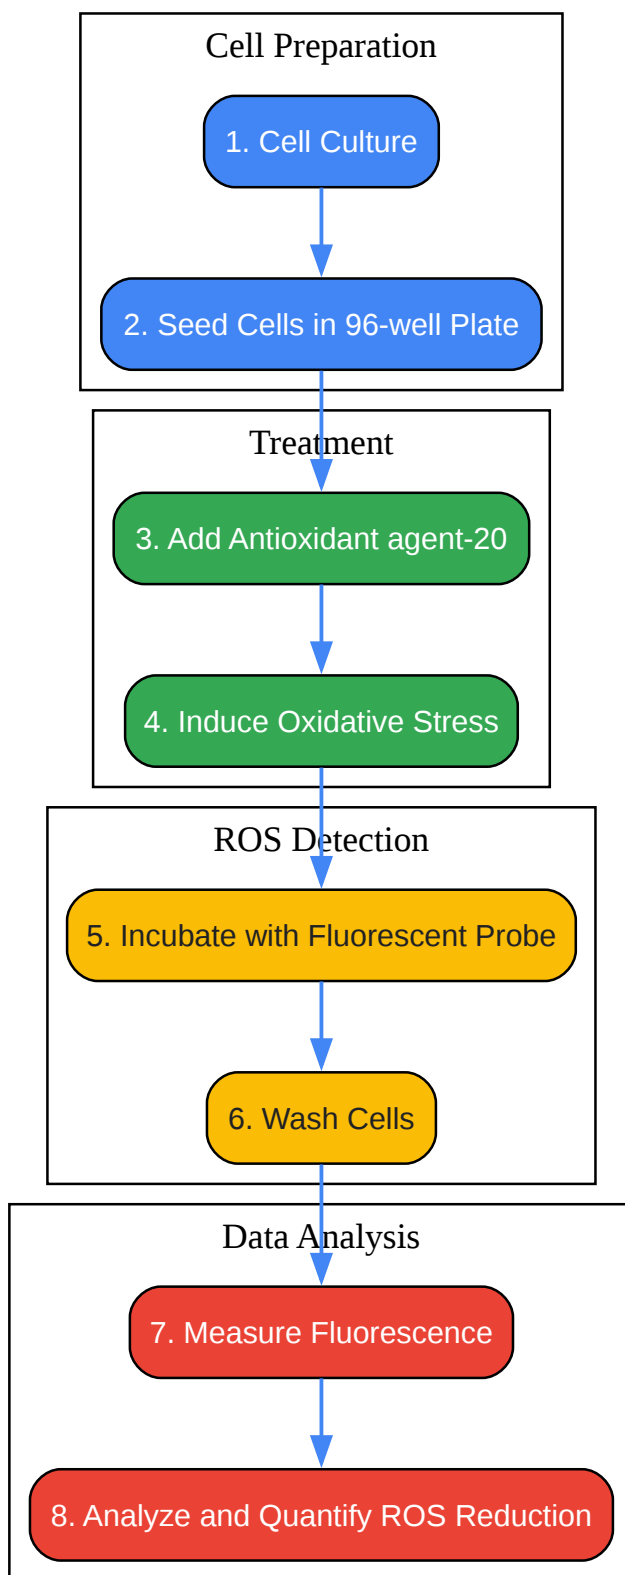 Cell Preparation
1. Cell Culture
2. Seed Cells in 96-well Plate
Treatment
3. Add Antioxidant agent-20
4. Induce Oxidative Stress
ROS Detection
5. Incubate with Fluorescent Probe
6. Wash Cells
Data Analysis
7. Measure Fluorescence
8. Analyze and Quantify ROS Reduction